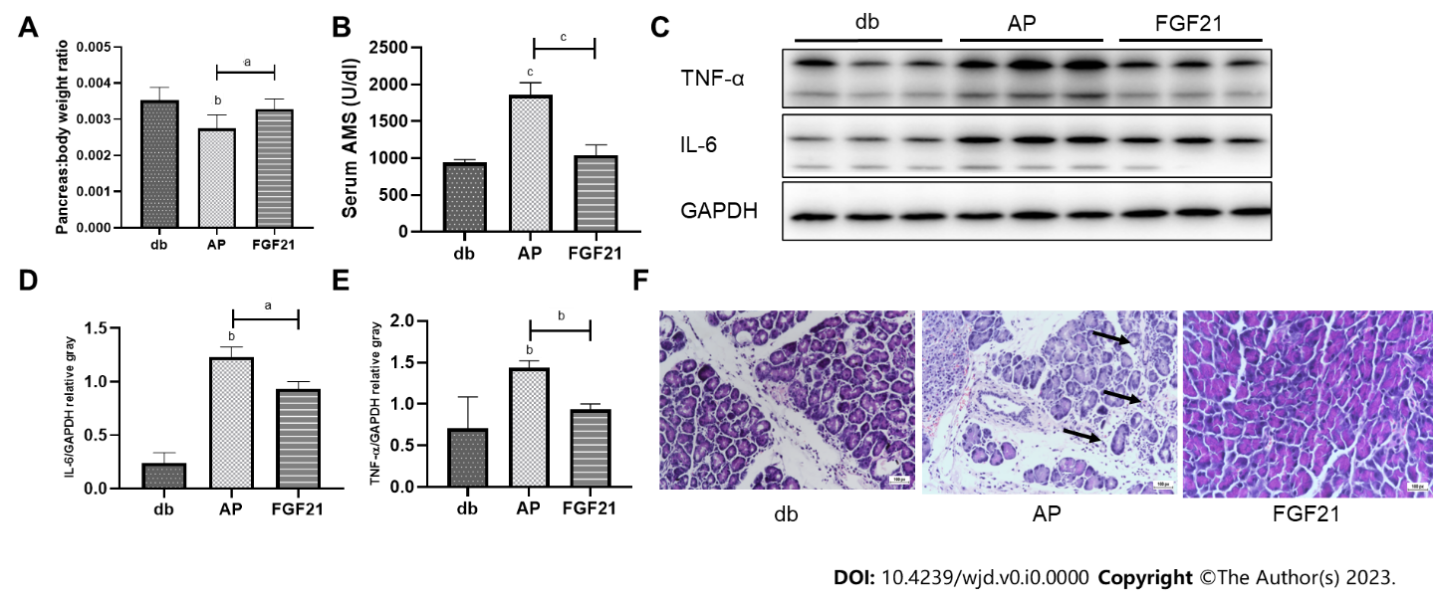 A
Pancreas:body weight ratio
0.005
0.004
0.003
0.002
0.001
0.000
a
b
db AP FGF21
B
Serum AMS (U/dl)
2500
2000
1500
1000
500
0
c
c
db AP FGF21
C
db AP FGF21
TNF-α
IL-6
GAPDH
D
IL-6/GAPDH relative gray
1.5
1.0
0.5
0.0
a
b
db AP FGF21
E
TNF-α/GAPDH relative gray
2.0
1.5
1.0
0.5
0.0
b
b
db AP FGF21
F
db AP FGF21
DOI: 10.4239/wjd.v0.i0.0000 Copyright ©The Author(s) 2023.